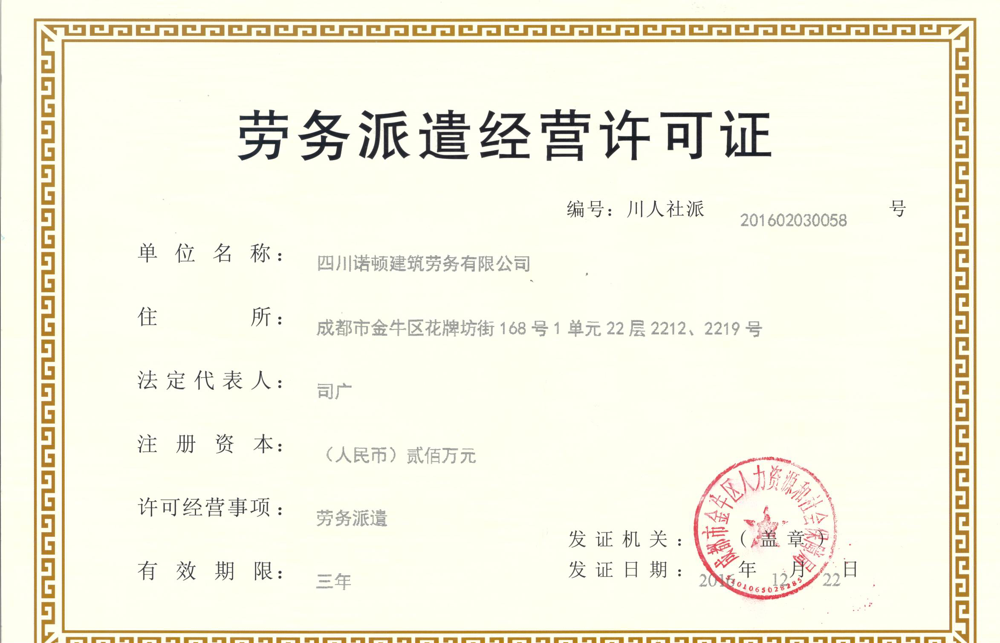 劳务派遣经营许可证
编号：川人社派 201602030058 号
单位名称： 四川诺顿建筑劳务有限公司
住所： 成都市金牛区花牌坊街 168 号 1 单元 22 层 2212、2219 号
法定代表人： 司广
注册资本： （人民币）贰佰万元
许可经营事项： 劳务派遣
有效期限： 三年
发证机关： （盖章）
发证日期： 2016 年 12 月 22 日
成都市金牛区人力资源和社会保障局
5101065028285